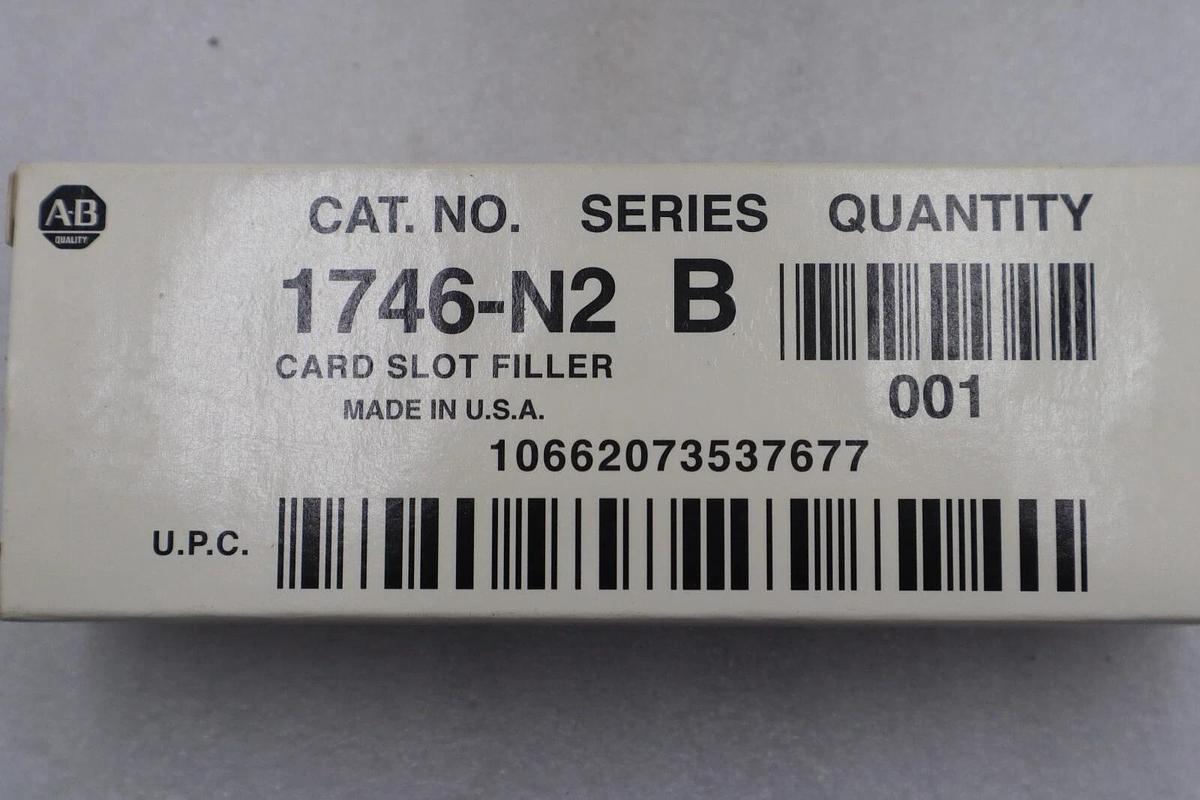 A-B
QUALITY
CAT. NO. SERIES QUANTITY
1746-N2 B
CARD SLOT FILLER
001
MADE IN U.S.A.
10662073537677
U.P.C.